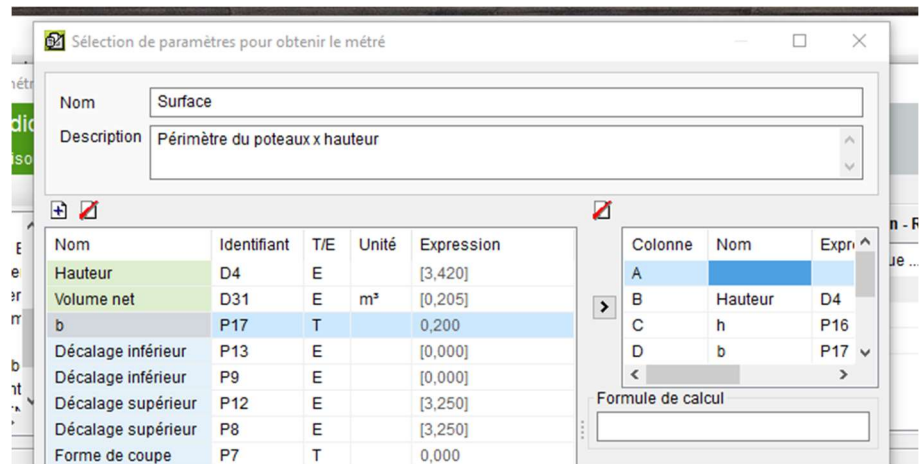 Sélection de paramètres pour obtenir le métré
Nom Surface
Description Périmètre du poteaux x hauteur
Nom Identifiant T/E Unité Expression
Hauteur D4 E [3,420]
Volume net D31 E m³ [0,205]
b P17 T 0,200
Décalage inférieur P13 E [0,000]
Décalage inférieur P9 E [0,000]
Décalage supérieur P12 E [3,250]
Décalage supérieur P8 E [3,250]
Forme de coupe P7 T 0,000
Colonne Nom Expr
A
B Hauteur D4
C h P16
D b P17
Formule de calcul